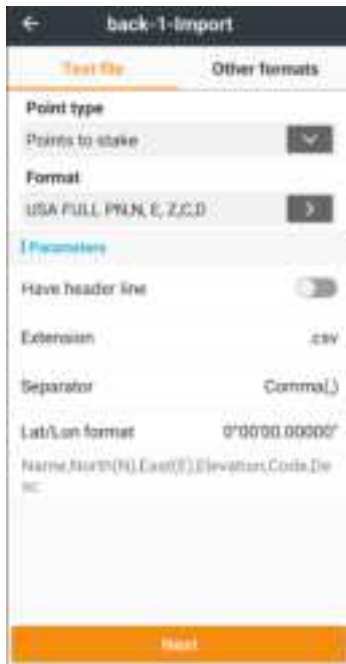 back-1-Import
Text file
Other formats
Point type
Points to stake
Format
USA FULL PN,N, E, Z,C,D
Parameters
Have header line
Extension .csv
Separator Comma(,)
Lat/Lon format 0°00'00.00000"
Name,North(N),East(E),Elevation,Code,De
sc
Next